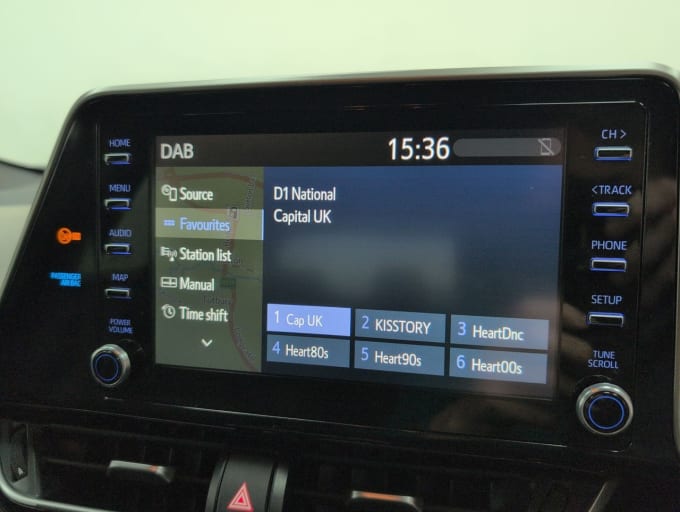 DAB
15:36
Source
Favourites
Station list
Manual
Time shift
D1 National
Capital UK
1 Cap UK
2 KISSTORY
3 HeartDnc
4 Heart80s
5 Heart90s
6 Heart00s
HOME
MENU
AUDIO
MAP
POWER
VOLUME
PASSENGER
AIR BAG
CH >
< TRACK
PHONE
SETUP
TUNE
SCROLL